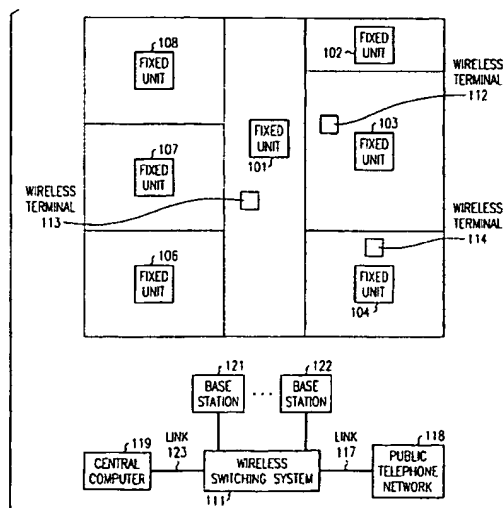 108
FIXED
UNIT
102
FIXED
UNIT
WIRELESS
TERMINAL
112
107
FIXED
UNIT
FIXED
UNIT
101
103
FIXED
UNIT
WIRELESS
TERMINAL
113
WIRELESS
TERMINAL
114
106
FIXED
UNIT
FIXED
UNIT
104
121
BASE
STATION
...
122
BASE
STATION
119
CENTRAL
COMPUTER
LINK
123
WIRELESS
SWITCHING SYSTEM
111
LINK
117
118
PUBLIC
TELEPHONE
NETWORK